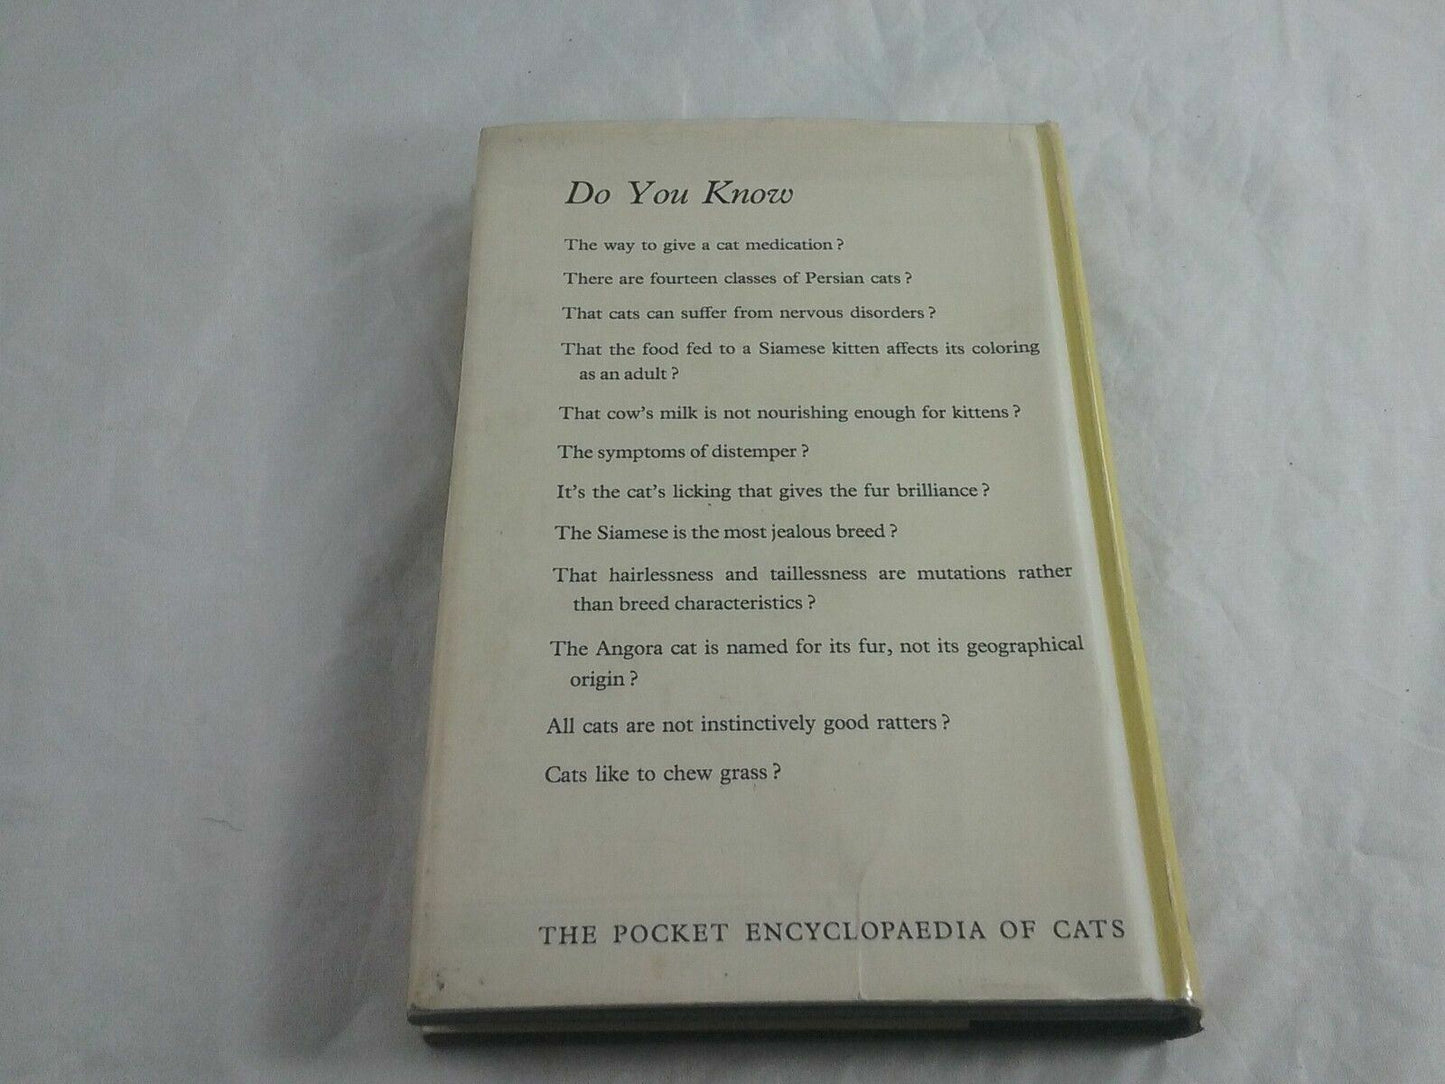 Do You Know
The way to give a cat medication?
There are fourteen classes of Persian cats?
That cats can suffer from nervous disorders?
That the food fed to a Siamese kitten affects its coloring
as an adult?
That cow's milk is not nourishing enough for kittens?
The symptoms of distemper?
It's the cat's licking that gives the fur brilliance?
The Siamese is the most jealous breed?
That hairlessness and taillessness are mutations rather
than breed characteristics?
The Angora cat is named for its fur, not its geographical
origin?
All cats are not instinctively good ratters?
Cats like to chew grass?
THE POCKET ENCYCLOPAEDIA OF CATS